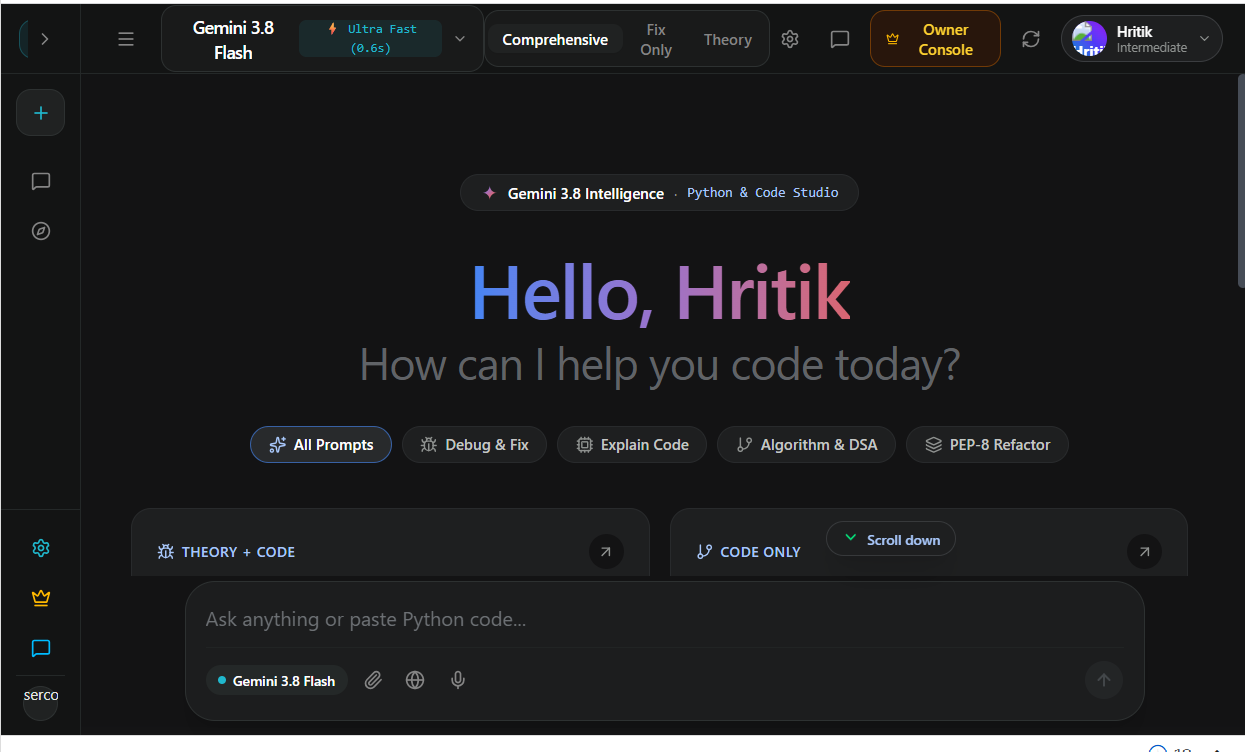 Gemini 3.8
Flash
Ultra Fast
(0.6s)
Comprehensive
Fix
Only
Theory
Owner
Console
Hritik
Intermediate
Gemini 3.8 Intelligence · Python & Code Studio
Hello, Hritik
How can I help you code today?
All Prompts
Debug & Fix
Explain Code
Algorithm & DSA
PEP-8 Refactor
THEORY + CODE
CODE ONLY
Scroll down
Ask anything or paste Python code...
Gemini 3.8 Flash
serco